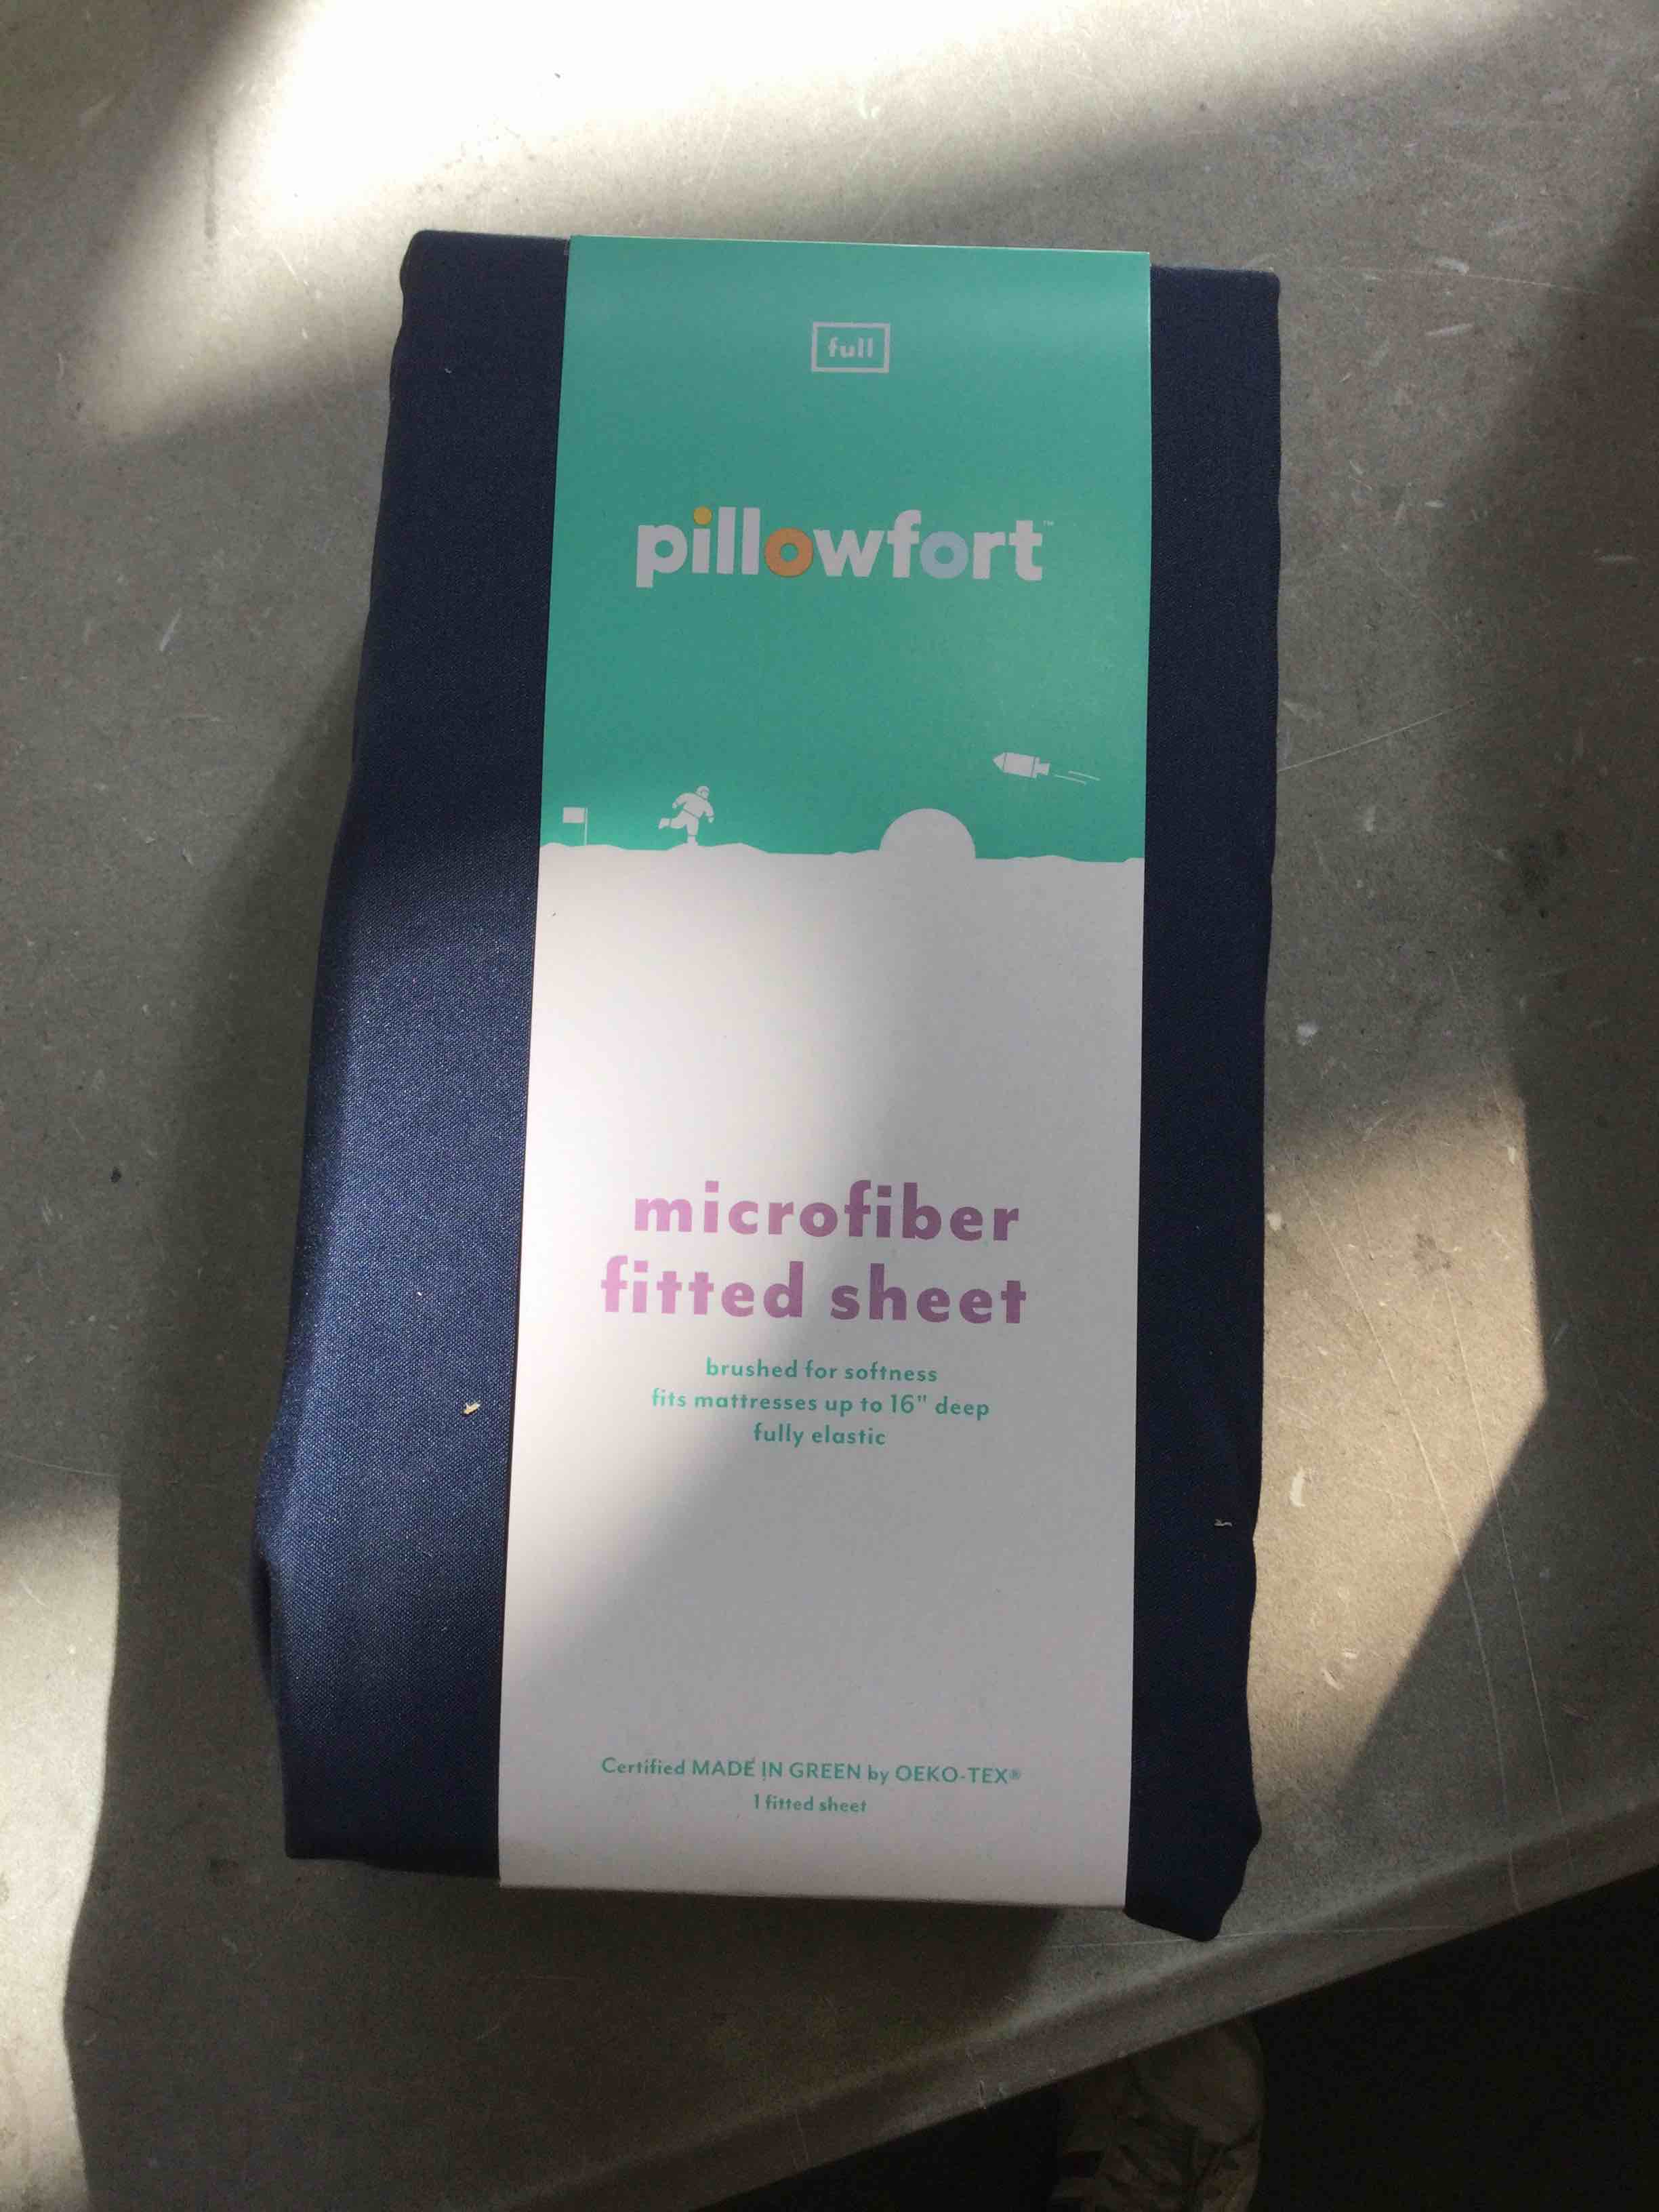 full
pillowfort™
microfiber
fitted sheet
brushed for softness
fits mattresses up to 16" deep
fully elastic
Certified MADE IN GREEN by OEKO-TEX®
1 fitted sheet